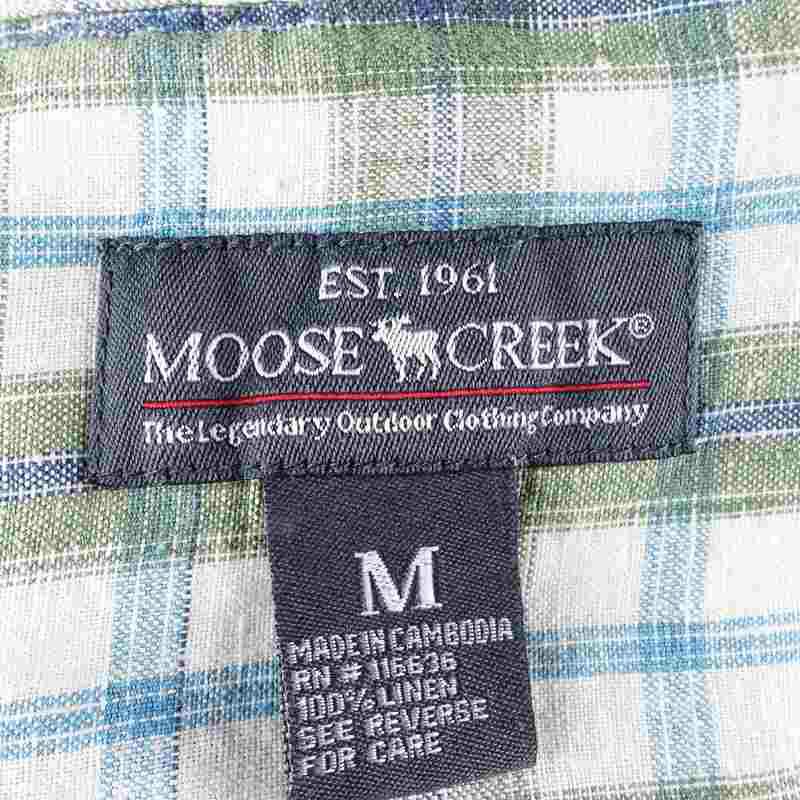 EST. 1961
MOOSE CREEK®
The Legendary Outdoor Clothing Company
M
MADE IN CAMBODIA
RN # 116636
100% LINEN
SEE REVERSE
FOR CARE